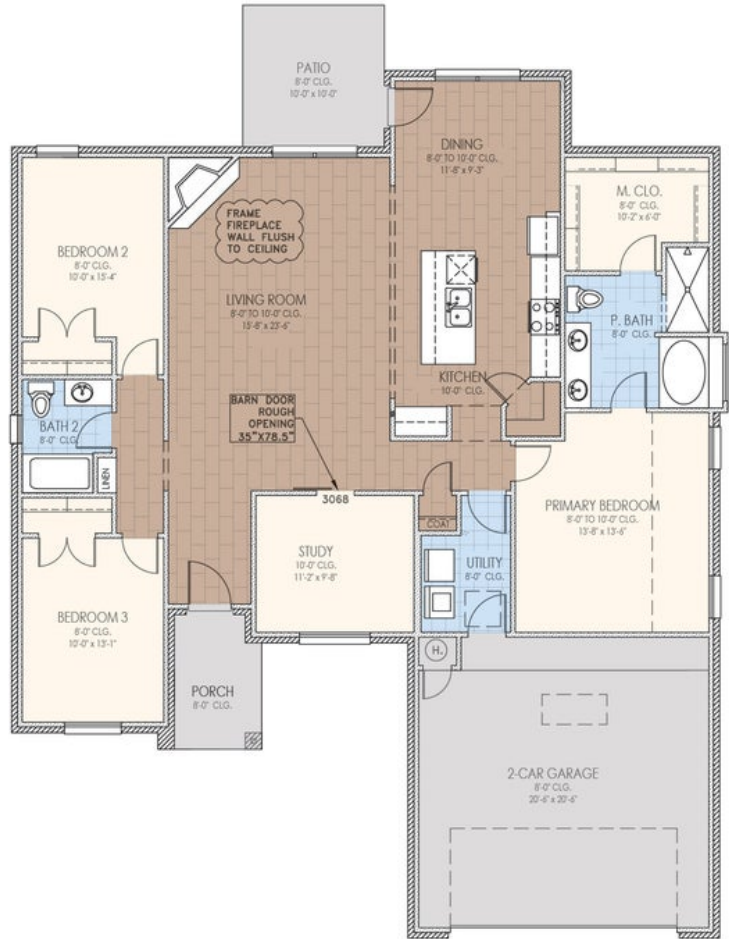 PATIO
8'-0" CLG.
10'-0" x 10'-0"
DINING
8'-0" TO 10'-0" CLG.
11'-8" x 9'-3"
M. CLO.
8'-0" CLG.
10'-2" x 6'-0"
BEDROOM 2
8'-0" CLG.
10'-0" x 15'-4"
FRAME
FIREPLACE
WALL FLUSH
TO CEILING
LIVING ROOM
8'-0" TO 10'-0" CLG.
15'-8" x 23'-6"
P. BATH
8'-0" CLG.
KITCHEN
10'-0" CLG.
BATH 2
8'-0" CLG.
LINEN
BARN DOOR
ROUGH
OPENING
35"X78.5"
3068
COAT
PRIMARY BEDROOM
8'-0" TO 10'-0" CLG.
13'-8" x 13'-6"
STUDY
10'-0" CLG.
11'-2" x 9'-8"
UTILITY
8'-0" CLG.
BEDROOM 3
8'-0" CLG.
10'-0" x 13'-1"
H.
PORCH
8'-0" CLG.
2-CAR GARAGE
8'-0" CLG.
20'-6" x 20'-6"